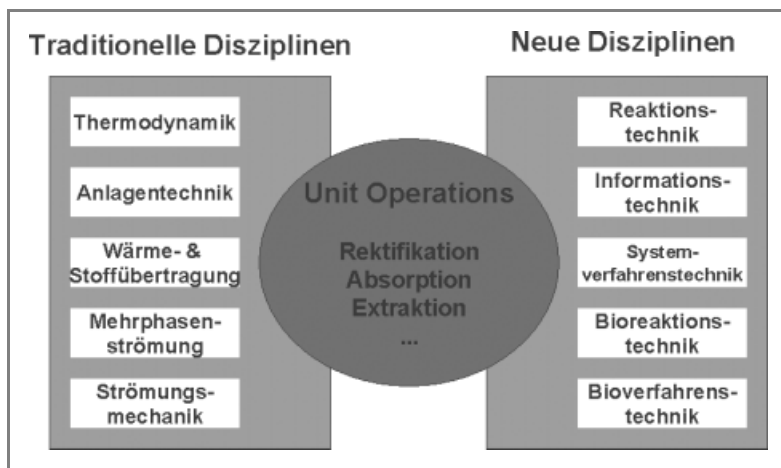 Traditionelle Disziplinen
Thermodynamik
Anlagentechnik
Wärme- &
Stoffübertragung
Mehrphasen-
strömung
Strömungs-
mechanik
Unit Operations
Rektifikation
Absorption
Extraktion
...
Neue Disziplinen
Reaktions-
technik
Informations-
technik
System-
verfahrenstechnik
Bioreaktions-
technik
Bioverfahrens-
technik